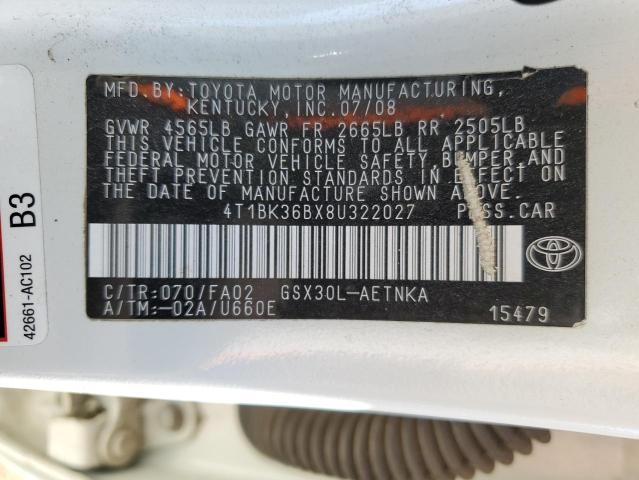 MFD.BY:TOYOTA MOTOR MANUFACTURING,
KENTUCKY,INC.07/08
GVWR 4565LB GAWR FR 2665LB RR 2505LB
THIS VEHICLE CONFORMS TO ALL APPLICABLE
FEDERAL MOTOR VEHICLE SAFETY, BUMPER,AND
THEFT PREVENTION STANDARDS IN EFFECT ON
THE DATE OF MANUFACTURE SHOWN ABOVE.
4T1BK36BX8U322027 PASS.CAR
C/TR:070/FA02 GSX30L-AETNKA
A/TM:-02A/U660E 15479
TOYOTA
B3
42661-AC102